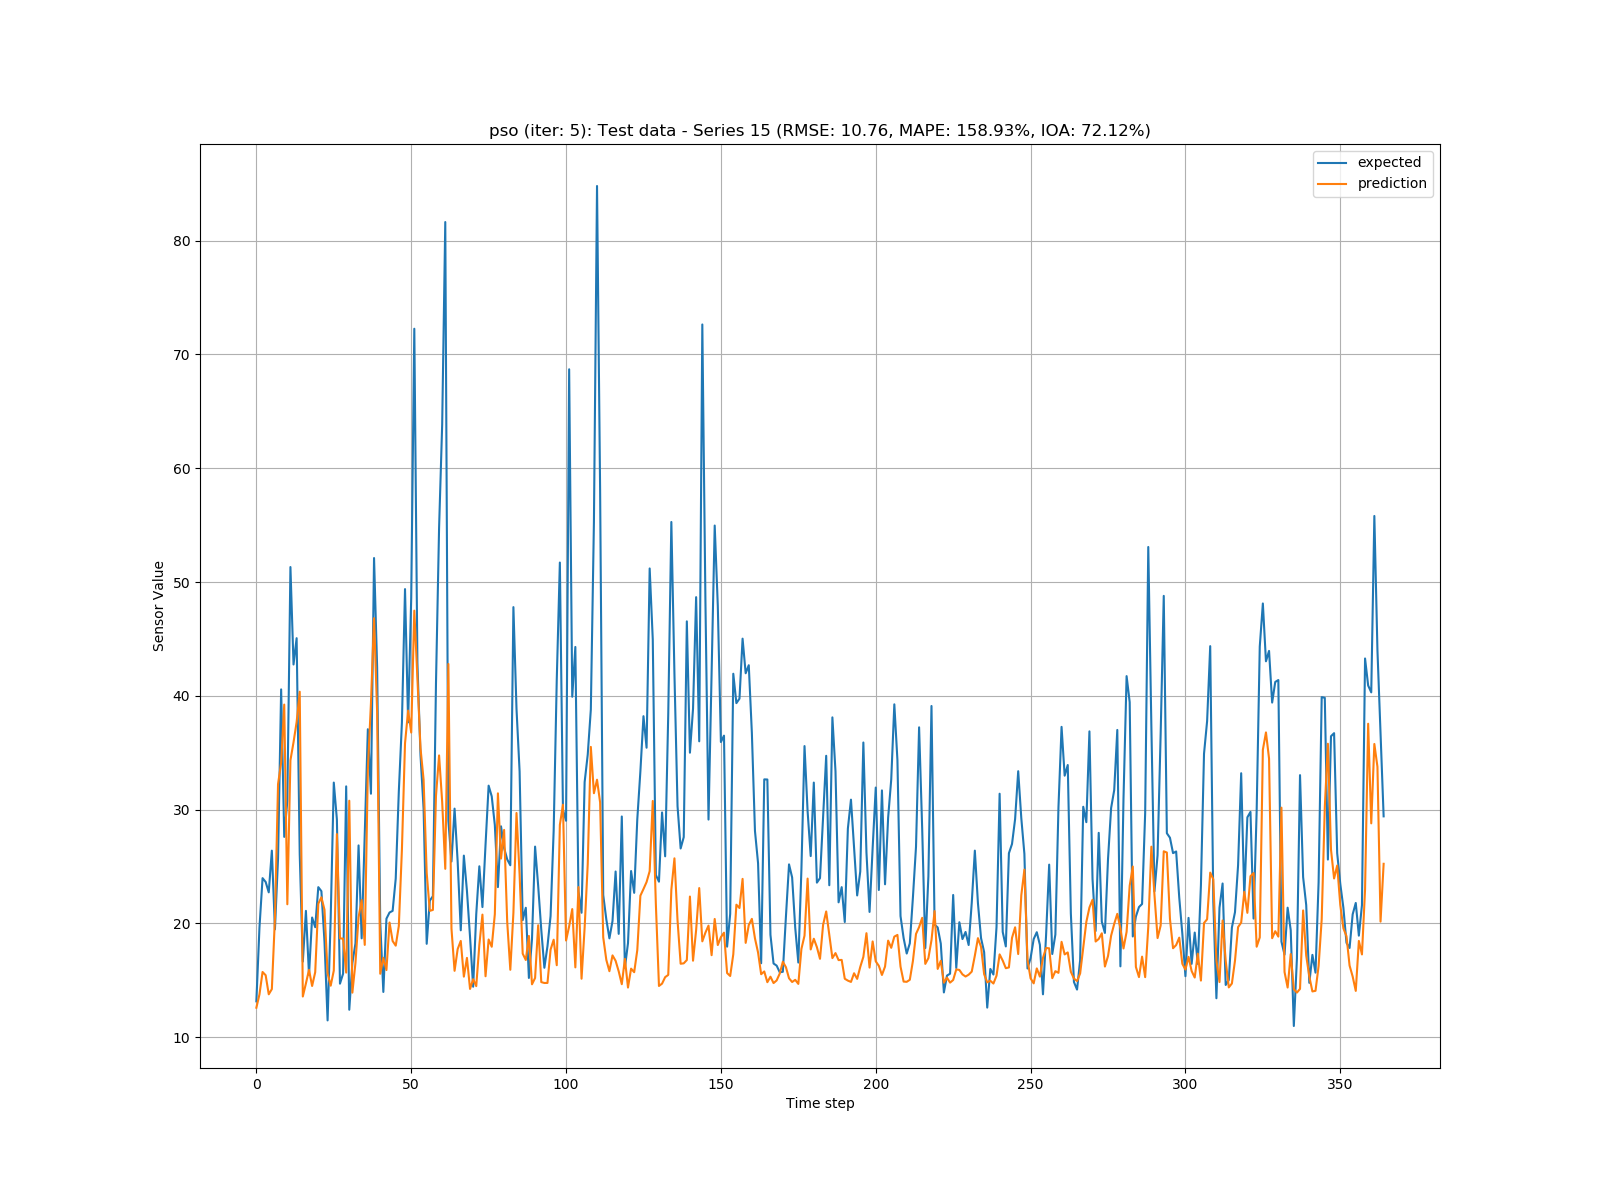 pso (iter: 5): Test data - Series 15 (RMSE: 10.76, MAPE: 158.93%, IOA: 72.12%)
expected
prediction
80
70
60
50
40
30
20
10
Sensor Value
0 50 100 150 200 250 300 350
Time step